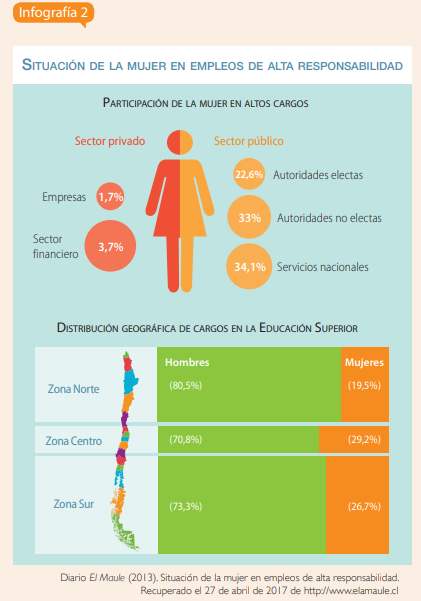 Infografía 2
SITUACIÓN DE LA MUJER EN EMPLEOS DE ALTA RESPONSABILIDAD
PARTICIPACIÓN DE LA MUJER EN ALTOS CARGOS
Sector privado
Sector público
Empresas
1,7%
Sector
financiero
3,7%
22,6%
Autoridades electas
33%
Autoridades no electas
34,1%
Servicios nacionales
DISTRIBUCIÓN GEOGRÁFICA DE CARGOS EN LA EDUCACIÓN SUPERIOR
Hombres
Mujeres
Zona Norte
(80,5%)
(19,5%)
Zona Centro
(70,8%)
(29,2%)
Zona Sur
(73,3%)
(26,7%)
Diario El Maule (2013). Situación de la mujer en empleos de alta responsabilidad.
Recuperado el 27 de abril de 2017 de http://www.elamaule.cl